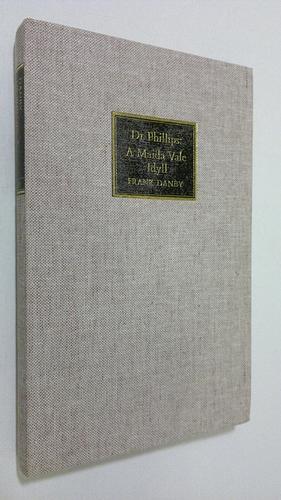 Dr Phillips:
A Maida Vale
Idyll
FRANK DANBY